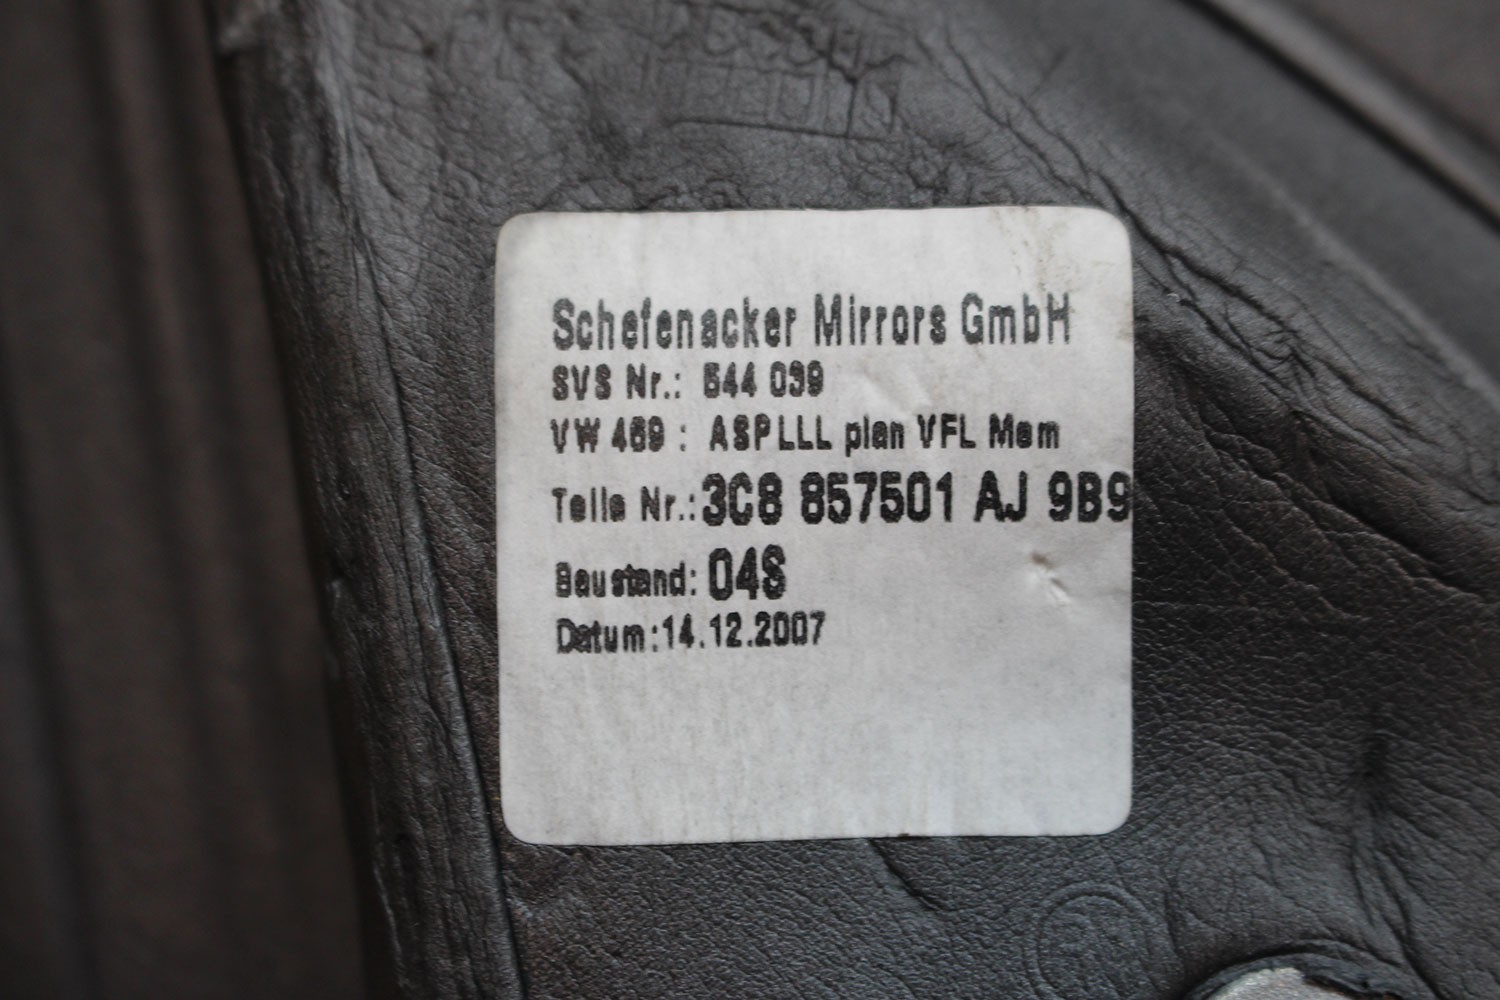 Schefenacker Mirrors GmbH
SVS Nr.: 544 039
VW 469 : ASPLLL plan VFL Mem
Teile Nr.: 3C8 857501 AJ 9B9
Baustand: 04S
Datum: 14.12.2007